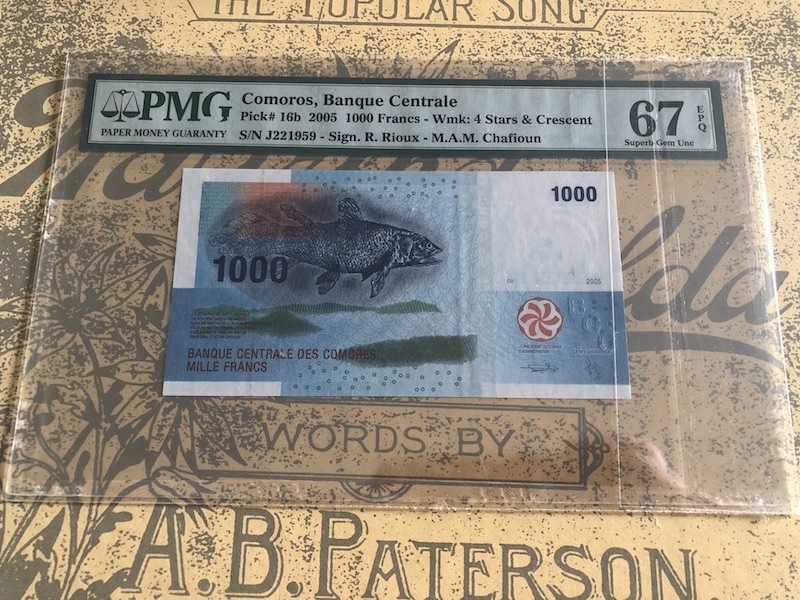 THE POPULAR SONG
PMG
PAPER MONEY GUARANTY
Comoros, Banque Centrale
Pick# 16b 2005 1000 Francs - Wmk: 4 Stars & Crescent
S/N J221959 - Sign. R. Rioux - M.A.M. Chafioun
67
EPQ
Superb Gem Unc
1000
1000
2005
BANQUE CENTRALE DES COMORES
MILLE FRANCS
WORDS BY
A.B. PATERSON.